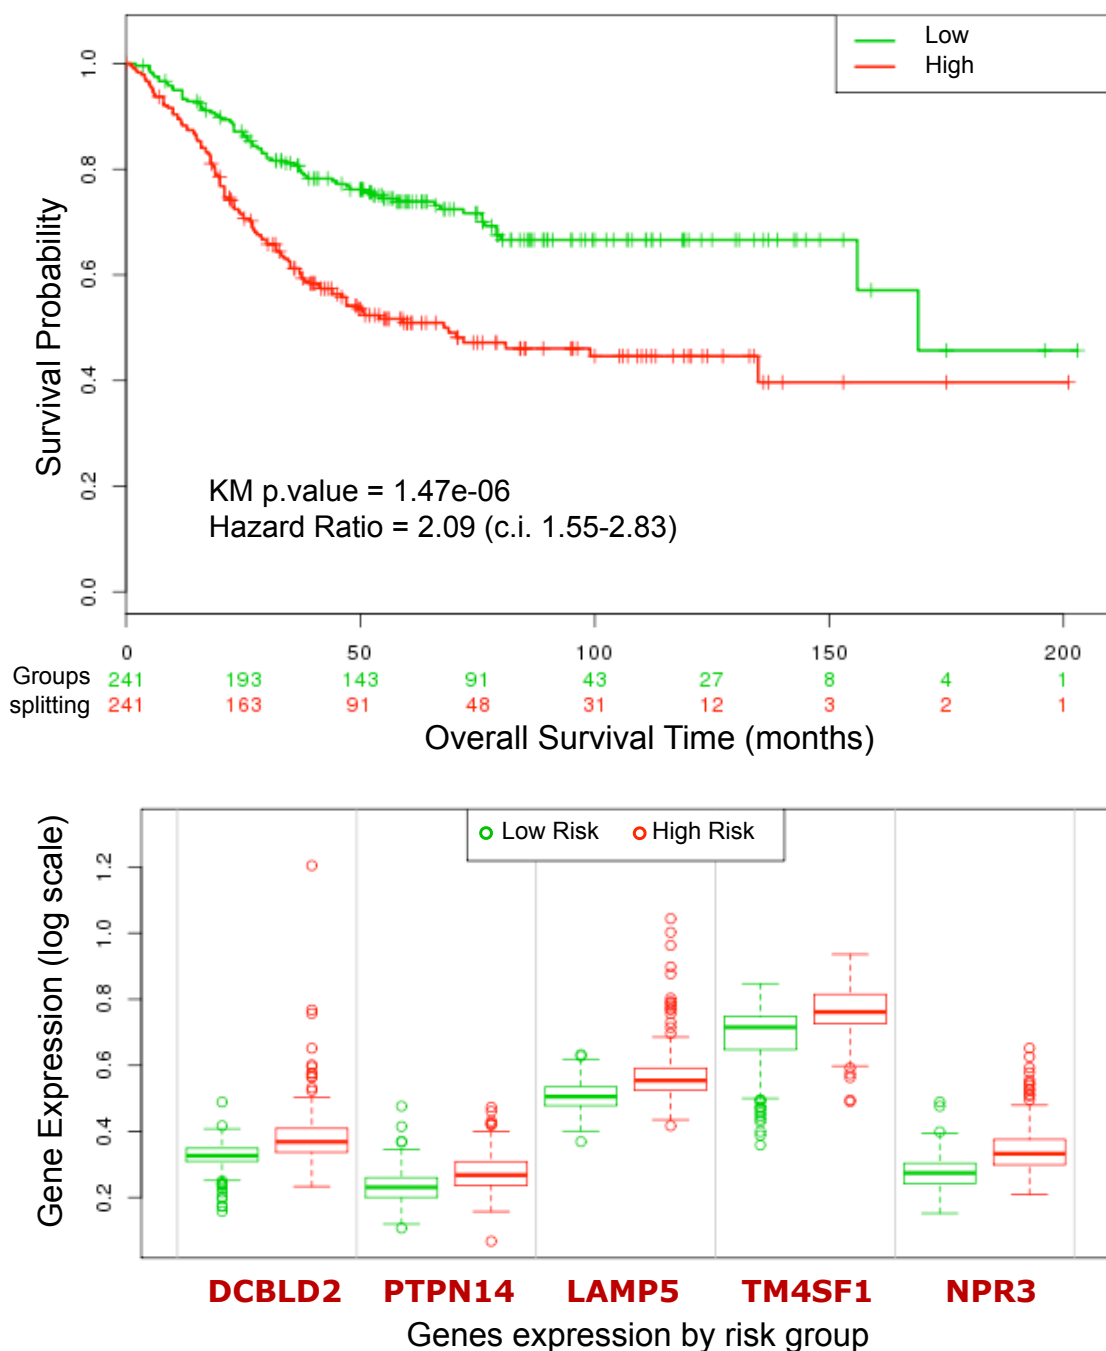 Low
High
1.0
0.8
0.6
0.4
0.2
0.0
Survival Probability
KM p.value = 1.47e-06
Hazard Ratio = 2.09 (c.i. 1.55-2.83)
0 50 100 150 200
Groups 241 193 143 91 43 27 8 4 1
splitting 241 163 91 48 31 12 3 2 1
Overall Survival Time (months)
Low Risk High Risk
1.2
1.0
0.8
0.6
0.4
0.2
Gene Expression (log scale)
DCBLD2 PTPN14 LAMP5 TM4SF1 NPR3
Genes expression by risk group